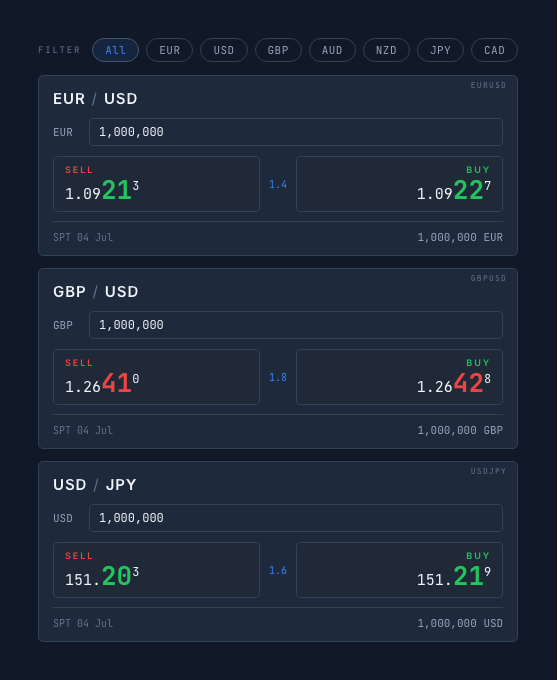 FILTER All EUR USD GBP AUD NZD JPY CAD
EURUSD
EUR / USD
EUR 1,000,000
SELL BUY
1.09213 1.4 1.09227
SPT 04 Jul 1,000,000 EUR
GBPUSD
GBP / USD
GBP 1,000,000
SELL BUY
1.26410 1.8 1.26428
SPT 04 Jul 1,000,000 GBP
USDJPY
USD / JPY
USD 1,000,000
SELL BUY
151.203 1.6 151.219
SPT 04 Jul 1,000,000 USD